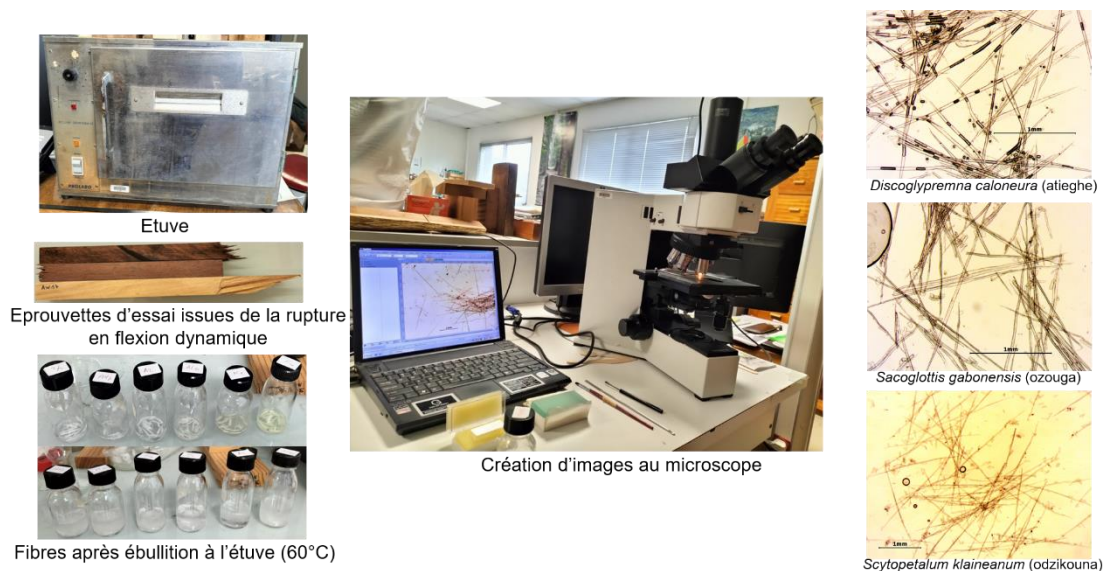 Etuve
AW57
Eprouvettes d'essai issues de la rupture
en flexion dynamique
Fibres après ébullition à l'étuve (60°C)
Création d'images au microscope
1mm
Discoglypremna caloneura (atieghe)
1mm
Sacoglottis gabonensis (ozouga)
1mm
Scytopetalum klaineanum (odzikouna)